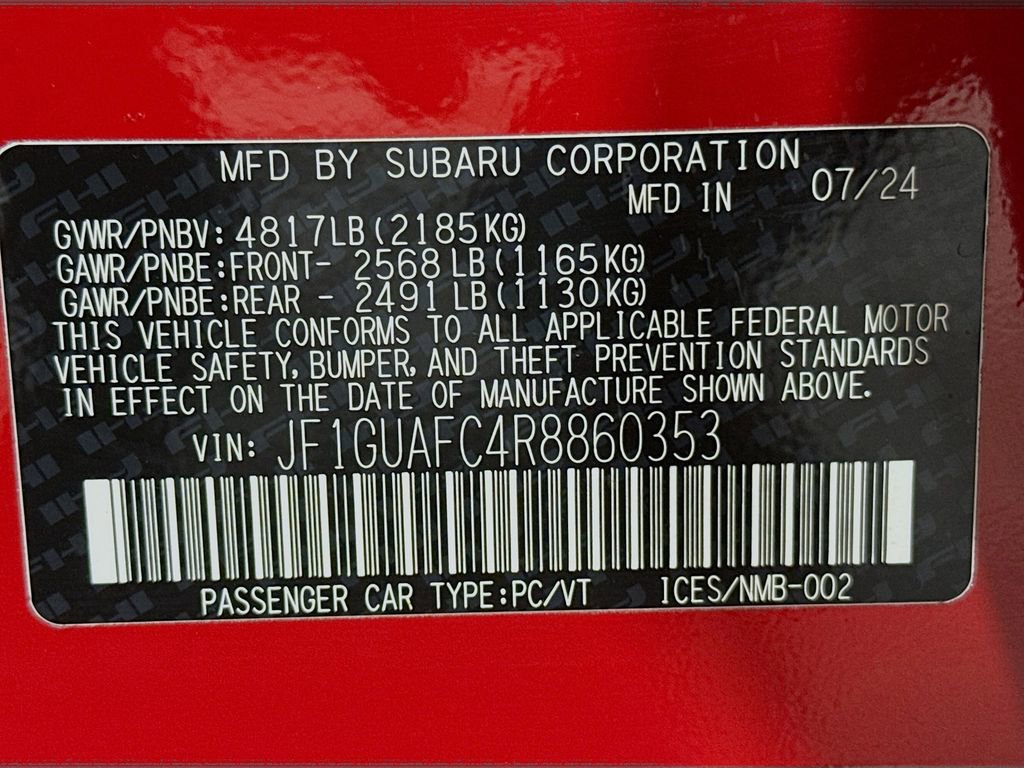 MFD BY SUBARU CORPORATION
MFD IN 07/24
GVWR/PNBV: 4817LB(2185KG)
GAWR/PNBE:FRONT- 2568LB(1165KG)
GAWR/PNBE:REAR - 2491LB(1130KG)
THIS VEHICLE CONFORMS TO ALL APPLICABLE FEDERAL MOTOR
VEHICLE SAFETY, BUMPER, AND THEFT PREVENTION STANDARDS
IN EFFECT ON THE DATE OF MANUFACTURE SHOWN ABOVE.
VIN: JF1GUAFC4R8860353
PASSENGER CAR TYPE:PC/VT ICES/NMB-002